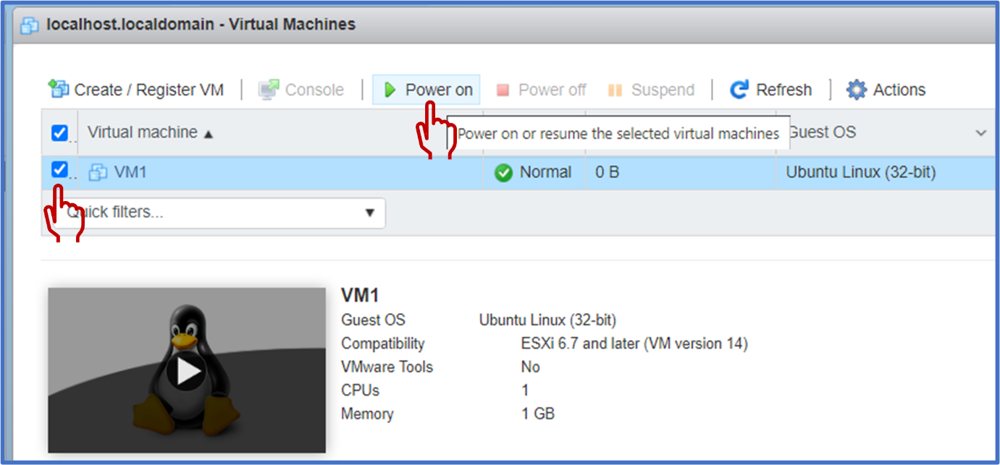 localhost.localdomain - Virtual Machines
Create / Register VM | Console | Power on Power off Suspend | Refresh | Actions
Virtual machine ▲ Guest OS
Power on or resume the selected virtual machines
VM1 Normal 0 B Ubuntu Linux (32-bit)
Quick filters...
VM1
Guest OS Ubuntu Linux (32-bit)
Compatibility ESXi 6.7 and later (VM version 14)
VMware Tools No
CPUs 1
Memory 1 GB